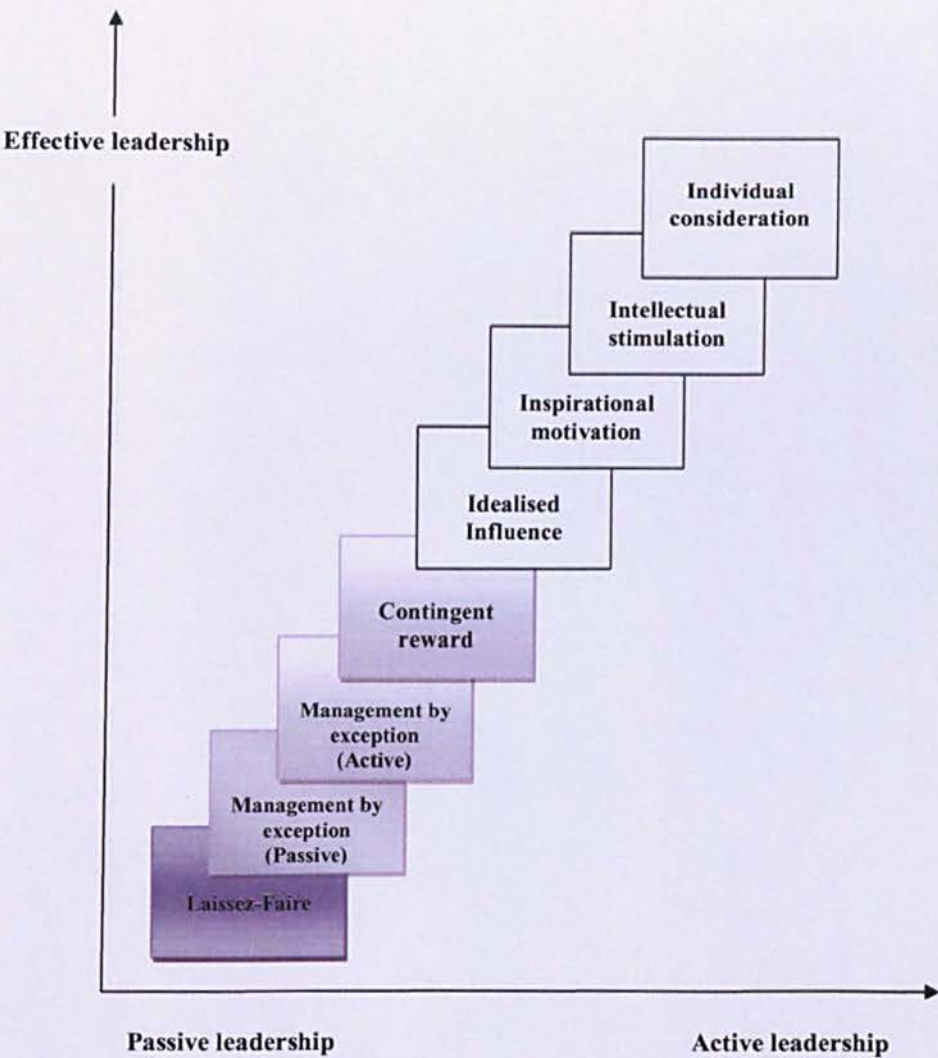 Effective leadership
Individual
consideration
Intellectual
stimulation
Inspirational
motivation
Idealised
Influence
Contingent
reward
Management by
exception
(Active)
Management by
exception
(Passive)
Laissez-Faire
Passive leadership
Active leadership